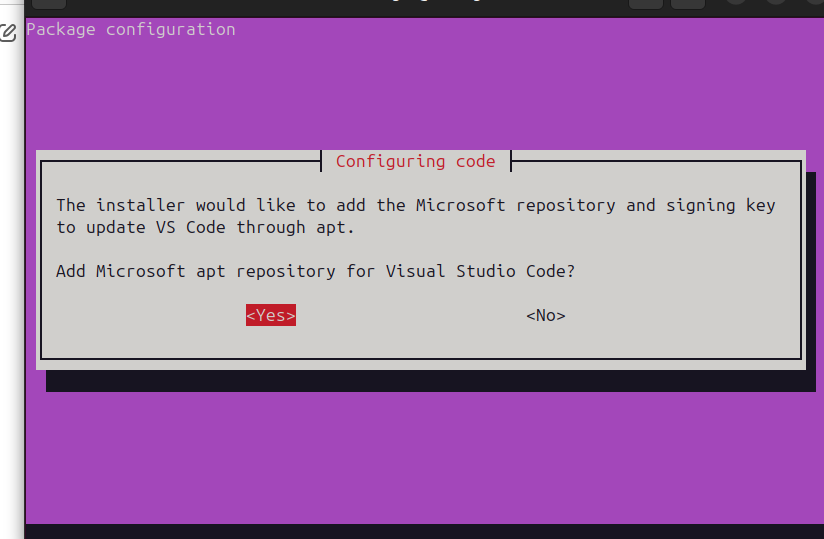 Package configuration
Configuring code
The installer would like to add the Microsoft repository and signing key
to update VS Code through apt.
Add Microsoft apt repository for Visual Studio Code?
<Yes> <No>